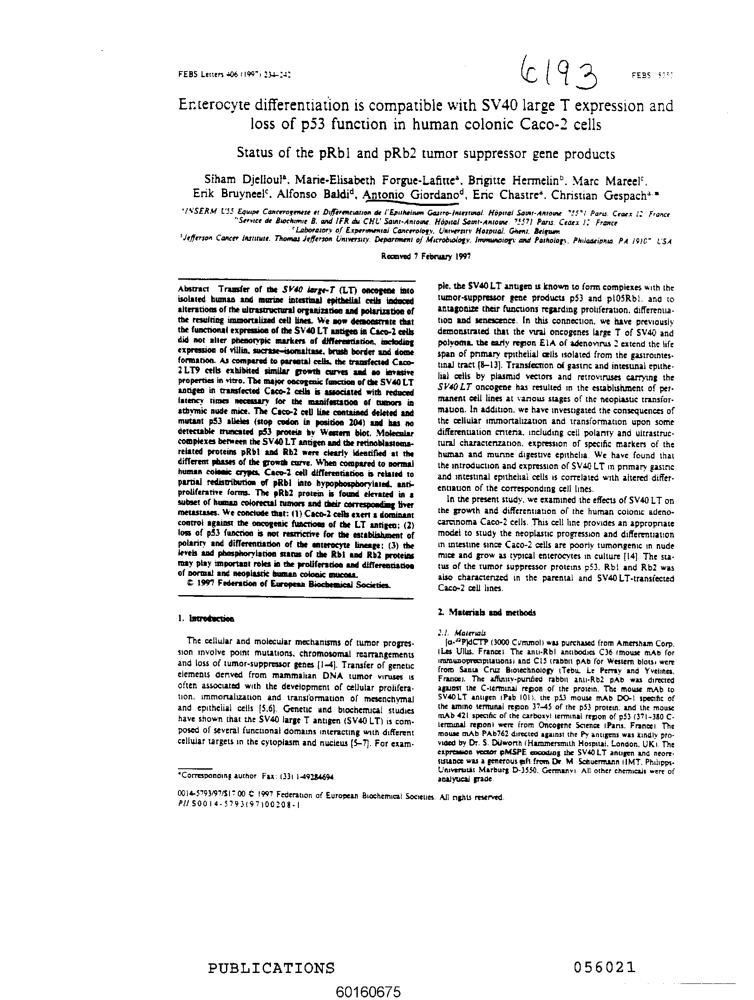 6193
FEBS Letters 406 (1997) 234-242
FEBS
Enterocyte differentiation is compatible with SV40 large T expression and
loss of p53 function in human colonic Caco-2 cells
Status of the pRb1 and pRb2 tumor suppressor gene products
Siham Djelloulª, Marie-Elisabeth Forgue-Lafitteª, Brigitte Hermelinᵇ, Marc Mareelᶜ,
Erik Bruyneelᶜ, Alfonso Baldiᵈ, Antonio Giordanoᵈ, Eric Chastreª, Christian Gespachª,*
ªINSERM U55 Equipe Cancerogenese et Differenciation de l'Epithelium Gastro-Intestinal, Hôpital Saint-Antoine, 75571 Paris, Cedex 12, France
ᵇService de Biochimie B. and IFR du CHU Saint-Antoine, Hôpital Saint-Antoine, 75571 Paris, Cedex 12, France
ᶜLaboratory of Experimental Cancerology, University Hospital, Ghent, Belgium
ᵈJefferson Cancer Institute, Thomas Jefferson University, Department of Microbiology, Immunology and Pathology, Philadelphia, PA 19107, USA
Received 7 February 1997
Abstract Transfer of the SV40 large-T (LT) oncogene into
isolated human and murine intestinal epithelial cells induced
alterations of the ultrastructural organization and polarization of
the resulting immortalized cell lines. We now demonstrate that
the functional expression of the SV40 LT antigen in Caco-2 cells
did not alter phenotypic markers of differentiation, including
expression of villin, sucrase-isomaltase, brush border and dome
formation. As compared to parental cells, the transfected Caco-
2 LT9 cells exhibited similar growth curves and no invasive
properties in vitro. The major oncogenic function of the SV40 LT
antigen in transfected Caco-2 cells is associated with reduced
latency times necessary for the manifestation of tumors in
athymic nude mice. The Caco-2 cell line contained deleted and
mutant p53 alleles (stop codon in position 204) and has no
detectable truncated p53 protein by Western blot. Molecular
complexes between the SV40 LT antigen and the retinoblastoma-
related proteins pRb1 and Rb2 were clearly identified at the
different phases of the growth curve. When compared to normal
human colonic crypts, Caco-2 cell differentiation is related to
partial redistribution of pRb1 into hypophosphorylated, anti-
proliferative forms. The pRb2 protein is found elevated in a
subset of human colorectal tumors and their corresponding liver
metastases. We conclude that: (1) Caco-2 cells exert a dominant
control against the oncogenic functions of the LT antigen; (2)
loss of p53 function is not restrictive for the establishment of
polarity and differentiation of the enterocyte lineage; (3) the
levels and phosphorylation status of the Rb1 and Rb2 proteins
may play important roles in the proliferation and differentiation
of normal and neoplastic human colonic mucosa.
© 1997 Federation of European Biochemical Societies.
1. Introduction
The cellular and molecular mechanisms of tumor progres-
sion involve point mutations, chromosomal rearrangements
and loss of tumor-suppressor genes [1-4]. Transfer of genetic
elements derived from mammalian DNA tumor viruses is
often associated with the development of cellular prolifera-
tion, immortalization and transformation of mesenchymal
and epithelial cells [5,6]. Genetic and biochemical studies
have shown that the SV40 large T antigen (SV40 LT) is com-
posed of several functional domains interacting with different
cellular targets in the cytoplasm and nucleus [5-7]. For exam-
*Corresponding author. Fax: (33) 1-49284694.
ple, the SV40 LT antigen is known to form complexes with the
tumor-suppressor gene products p53 and p105Rb1, and to
antagonize their functions regarding proliferation, differentia-
tion and senescence. In this connection, we have previously
demonstrated that the viral oncogenes large T of SV40 and
polyoma, the early region E1A of adenovirus 2 extend the life
span of primary epithelial cells isolated from the gastrointes-
tinal tract [8-13]. Transfection of gastric and intestinal epithe-
lial cells by plasmid vectors and retroviruses carrying the
SV40 LT oncogene has resulted in the establishment of per-
manent cell lines at various stages of the neoplastic transfor-
mation. In addition, we have investigated the consequences of
the cellular immortalization and transformation upon some
differentiation criteria, including cell polarity and ultrastruc-
tural characterization, expression of specific markers of the
human and murine digestive epithelia. We have found that
the introduction and expression of SV40 LT in primary gastric
and intestinal epithelial cells is correlated with altered differ-
entiation of the corresponding cell lines.
In the present study, we examined the effects of SV40 LT on
the growth and differentiation of the human colonic adeno-
carcinoma Caco-2 cells. This cell line provides an appropriate
model to study the neoplastic progression and differentiation
in intestine since Caco-2 cells are poorly tumorigenic in nude
mice and grow as typical enterocytes in culture [14]. The sta-
tus of the tumor suppressor proteins p53, Rb1 and Rb2 was
also characterized in the parental and SV40 LT-transfected
Caco-2 cell lines.
2. Materials and methods
2.1. Materials
[α-³²P]dCTP (3000 Ci/mmol) was purchased from Amersham Corp.
(Les Ullis, France). The anti-Rb1 antibodies C36 (mouse mAb for
immunoprecipitations) and C15 (rabbit pAb for Western blots) were
from Santa Cruz Biotechnology (Tebu, Le Perray and Yvelines,
France). The affinity-purified rabbit anti-Rb2 pAb was directed
against the C-terminal region of the protein. The mouse mAb to
SV40 LT antigen (Pab 101), the p53 mouse mAb DO-1 specific of
the amino terminal region 37-45 of the p53 protein, and the mouse
mAb 421 specific of the carboxyl terminal region of p53 (371-380 C-
terminal region) were from Oncogene Science (Paris, France). The
mouse mAb PAb762 directed against the Py antigens was kindly pro-
vided by Dr. S. Dilworth (Hammersmith Hospital, London, UK). The
expression vector pMSPE encoding the SV40 LT antigen and neore-
sistance was a generous gift from Dr. M. Schuermann (IMT, Philipps-
Universität Marburg D-3550, Germany). All other chemicals were of
analytical grade.
0014-5793/97/$17.00 © 1997 Federation of European Biochemical Societies. All rights reserved.
PII S0014-5793(97)00208-1
PUBLICATIONS
056021
60160675